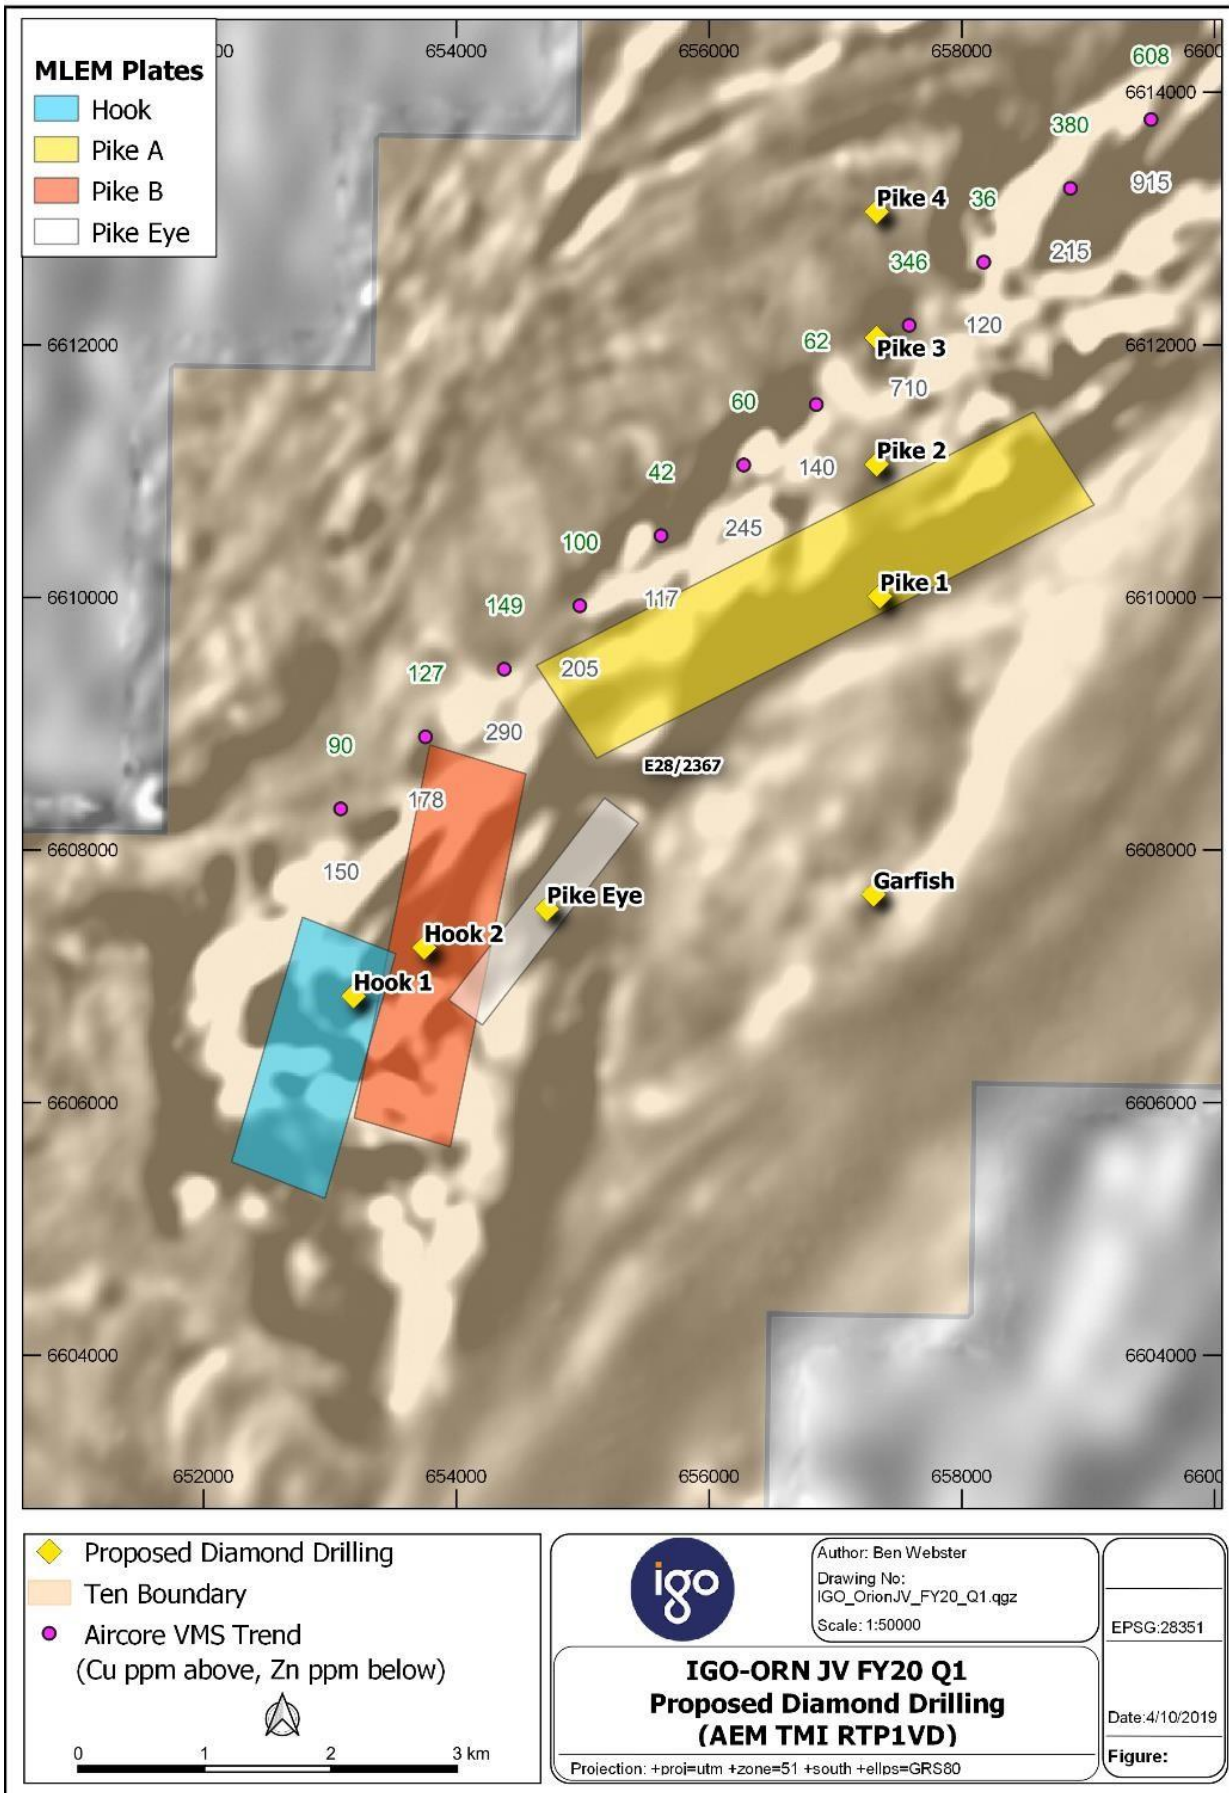 MLEM Plates
Hook
Pike A
Pike B
Pike Eye
00
654000
656000
658000
6600
608
6614000
380
915
Pike 4
36
346
215
120
6612000
62
Pike 3
6612000
710
60
Pike 2
42
140
245
100
Pike 1
6610000
149
117
6610000
127
205
90
290
E28/2367
178
6608000
6608000
150
Garfish
Pike Eye
Hook 2
Hook 1
6606000
6606000
6604000
6604000
652000
654000
656000
658000
6600
Proposed Diamond Drilling
Ten Boundary
Aircore VMS Trend
(Cu ppm above, Zn ppm below)
0 1 2 3 km
igo
Author: Ben Webster
Drawing No:
IGO_OrionJV_FY20_Q1.qgz
Scale: 1:50000
EPSG:28351
IGO-ORN JV FY20 Q1
Proposed Diamond Drilling
(AEM TMI RTP1VD)
Date:4/10/2019
Figure:
Projection: +proj=utm +zone=51 +south +ellps=GRS80